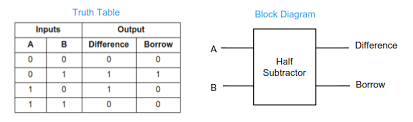 Truth Table
Inputs Output
A B Difference Borrow
0 0 0 0
0 1 1 1
1 0 1 0
1 1 0 0
Block Diagram
A Difference
Half
Subtractor
B Borrow